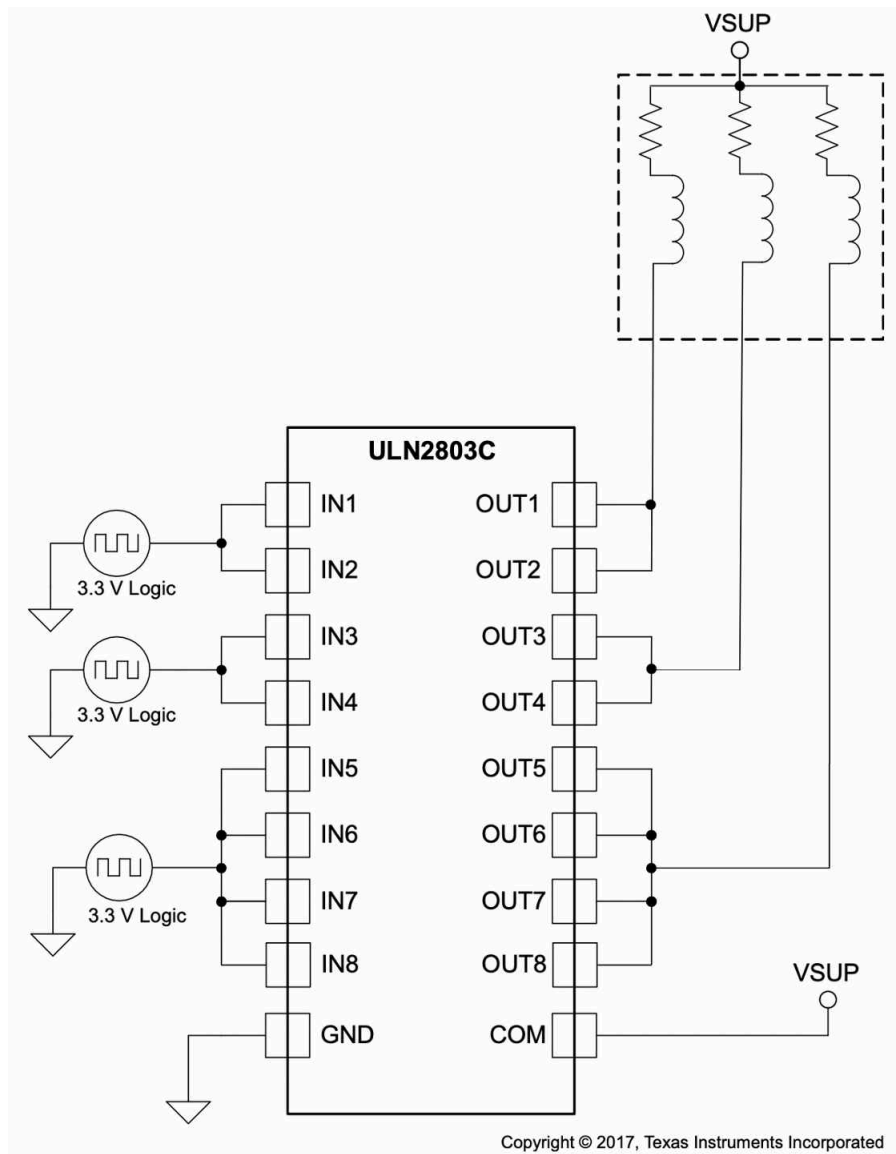 VSUP
ULN2803C
IN1
OUT1
IN2
OUT2
3.3 V Logic
IN3
OUT3
IN4
OUT4
3.3 V Logic
IN5
OUT5
IN6
OUT6
IN7
OUT7
3.3 V Logic
IN8
OUT8
VSUP
GND
COM
Copyright © 2017, Texas Instruments Incorporated